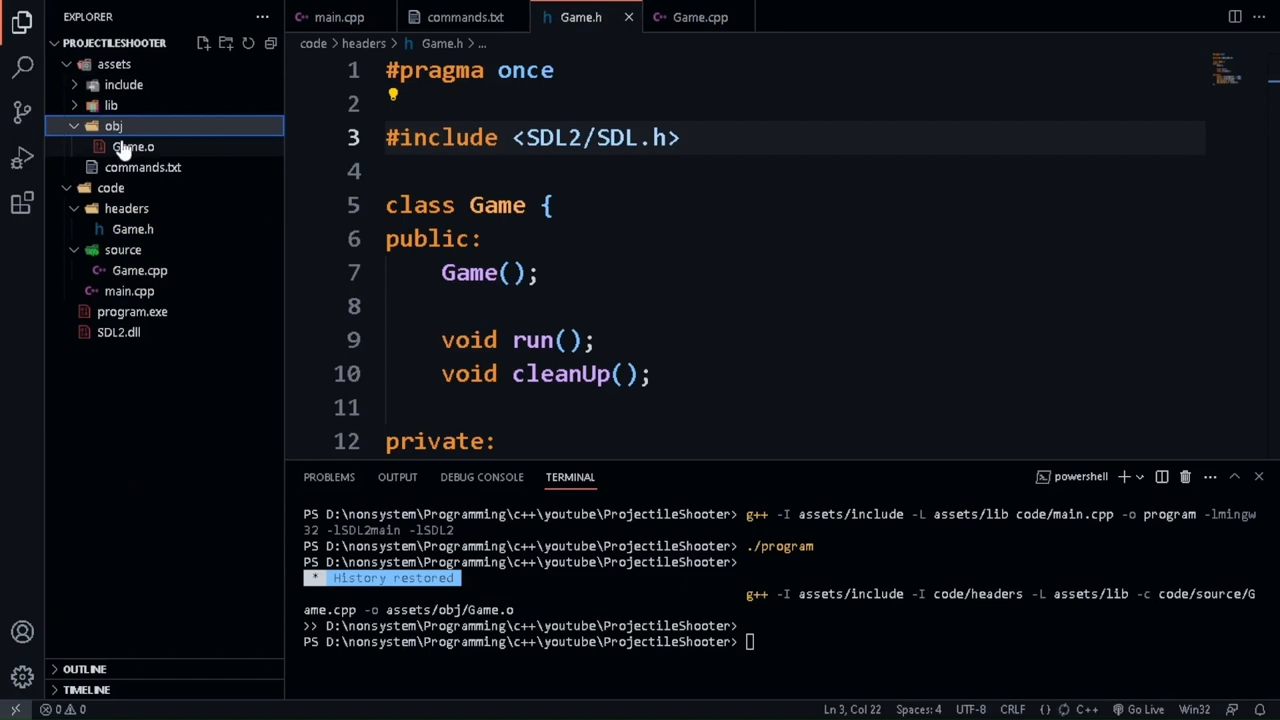 EXPLORER
main.cpp
commands.txt
Game.h
Game.cpp
PROJECTILESHOOTER
assets
include
lib
obj
Game.o
commands.txt
code
headers
Game.h
source
Game.cpp
main.cpp
program.exe
SDL2.dll
OUTLINE
TIMELINE
code > headers > h Game.h > ...
1 #pragma once
2
3 #include <SDL2/SDL.h>
4
5 class Game {
6 public:
7 Game();
8
9 void run();
10 void cleanUp();
11
12 private:
PROBLEMS OUTPUT DEBUG CONSOLE TERMINAL powershell
PS D:\nonsystem\Programming\c++\youtube\ProjectileShooter> g++ -I assets/include -L assets/lib code/main.cpp -o program -lmingw
32 -lSDL2main -lSDL2
PS D:\nonsystem\Programming\c++\youtube\ProjectileShooter> ./program
PS D:\nonsystem\Programming\c++\youtube\ProjectileShooter>
* History restored
g++ -I assets/include -I code/headers -L assets/lib -c code/source/G
ame.cpp -o assets/obj/Game.o
>> PS D:\nonsystem\Programming\c++\youtube\ProjectileShooter>
PS D:\nonsystem\Programming\c++\youtube\ProjectileShooter>
0 0 Ln 3, Col 22 Spaces: 4 UTF-8 CRLF {} C++ Go Live Win32